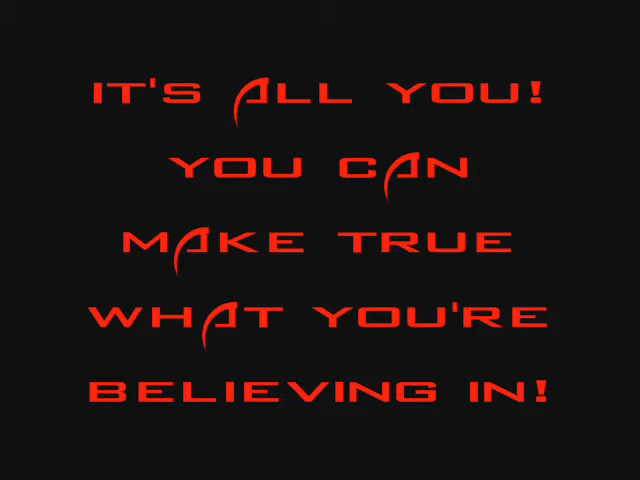 IT'S ALL YOU!
YOU CAN
MAKE TRUE
WHAT YOU'RE
BELIEVING IN!